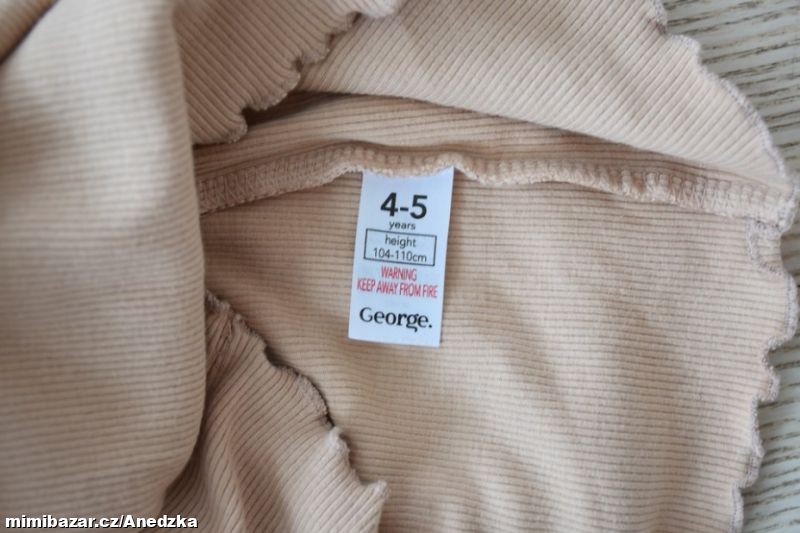 4-5
years
height
104-110cm
WARNING
KEEP AWAY FROM FIRE
George.
mimibazar.cz/Anedzka